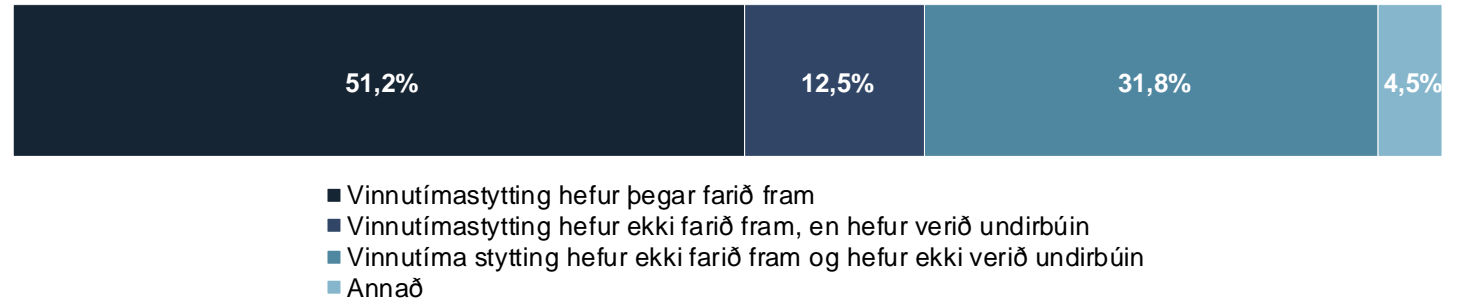 51,2% 12,5% 31,8% 4,5%
Vinnutímastytting hefur þegar farið fram
Vinnutímastytting hefur ekki farið fram, en hefur verið undirbúin
Vinnutíma stytting hefur ekki farið fram og hefur ekki verið undirbúin
Annað